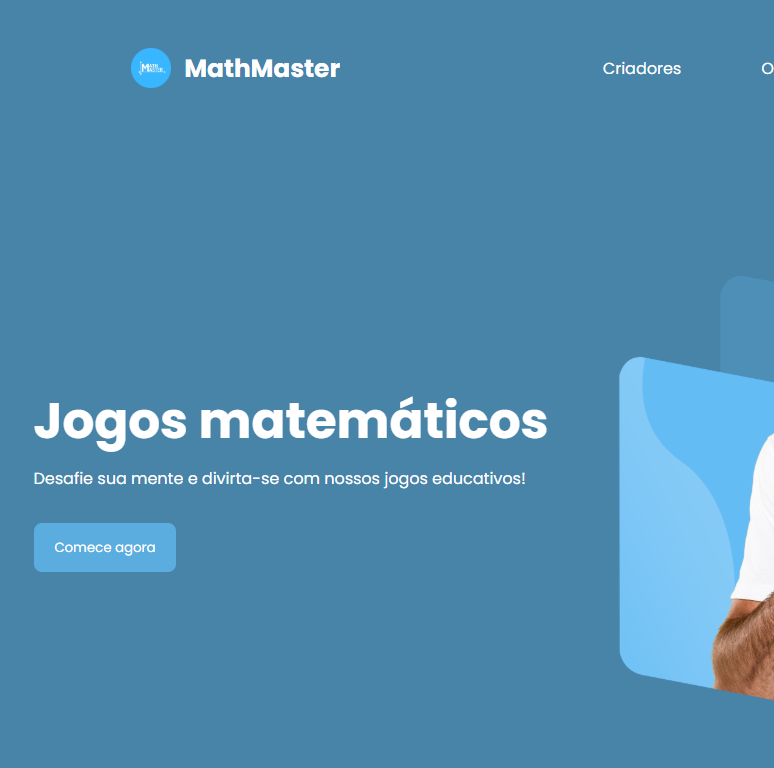 MathMaster
Criadores
Jogos matemáticos
Desafie sua mente e divirta-se com nossos jogos educativos!
Comece agora